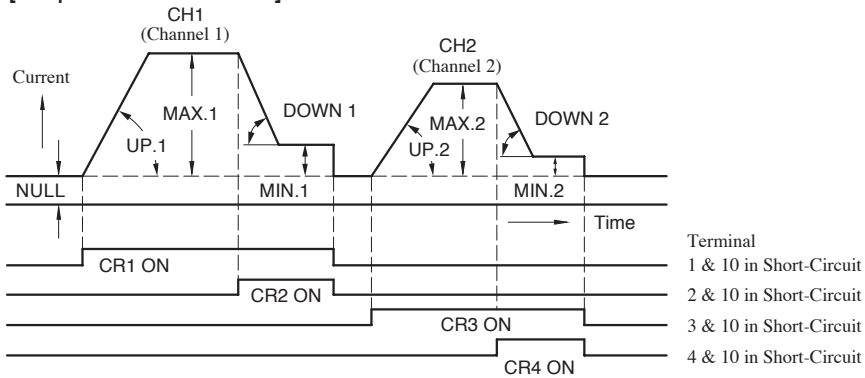 CH1
(Channel 1)
CH2
(Channel 2)
Current
MAX.1
DOWN 1
MAX.2
DOWN 2
UP.1
UP.2
NULL
MIN.1
MIN.2
Time
Terminal
CR1 ON
1 & 10 in Short-Circuit
CR2 ON
2 & 10 in Short-Circuit
CR3 ON
3 & 10 in Short-Circuit
CR4 ON
4 & 10 in Short-Circuit